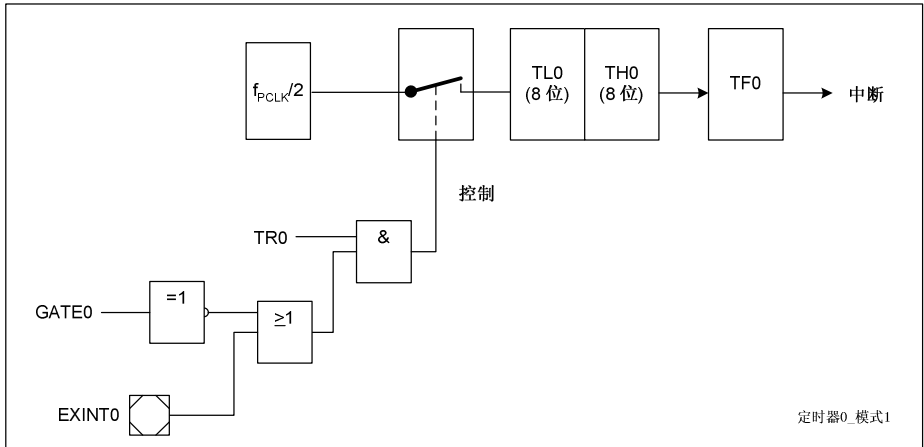 f_PCLK/2
TL0
(8 位)
TH0
(8 位)
TF0
中断
控制
TR0
&
GATE0
=1
≥1
EXINT0
定时器0_模式1